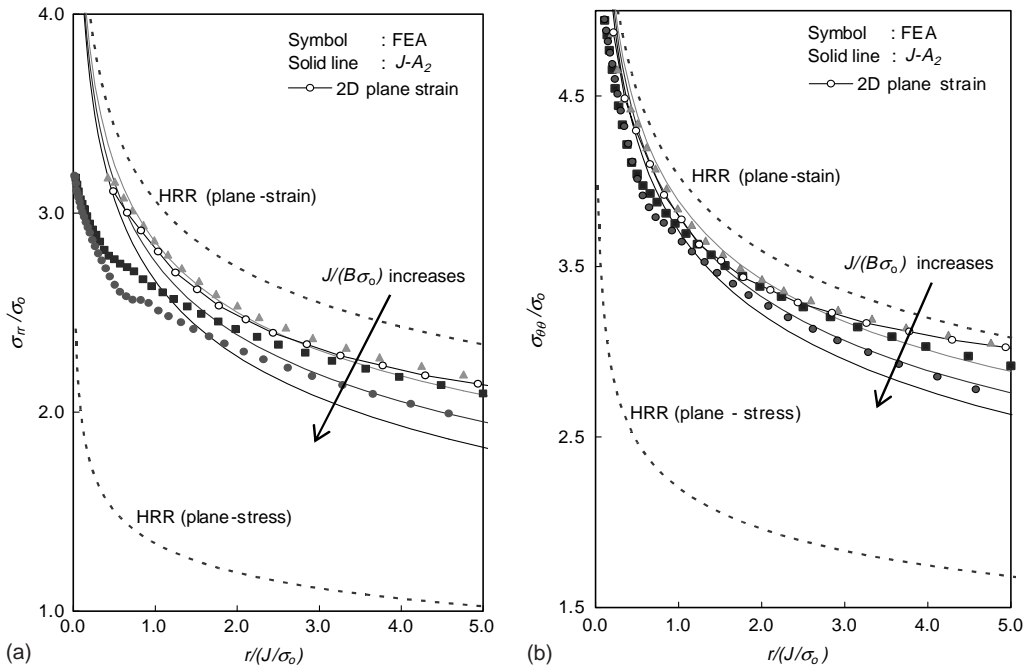 4.0
3.0
2.0
1.0
σrr /σo
Symbol : FEA
Solid line : J-A2
2D plane strain
HRR (plane-strain)
J/(Bσo) increases
HRR (plane-stress)
0.0 1.0 2.0 3.0 4.0 5.0
r/(J/σo)
(a)
4.5
3.5
2.5
1.5
σθθ /σo
Symbol : FEA
Solid line : J-A2
2D plane strain
HRR (plane-stain)
J/(Bσo) increases
HRR (plane - stress)
0.0 1.0 2.0 3.0 4.0 5.0
r/(J/σo)
(b)